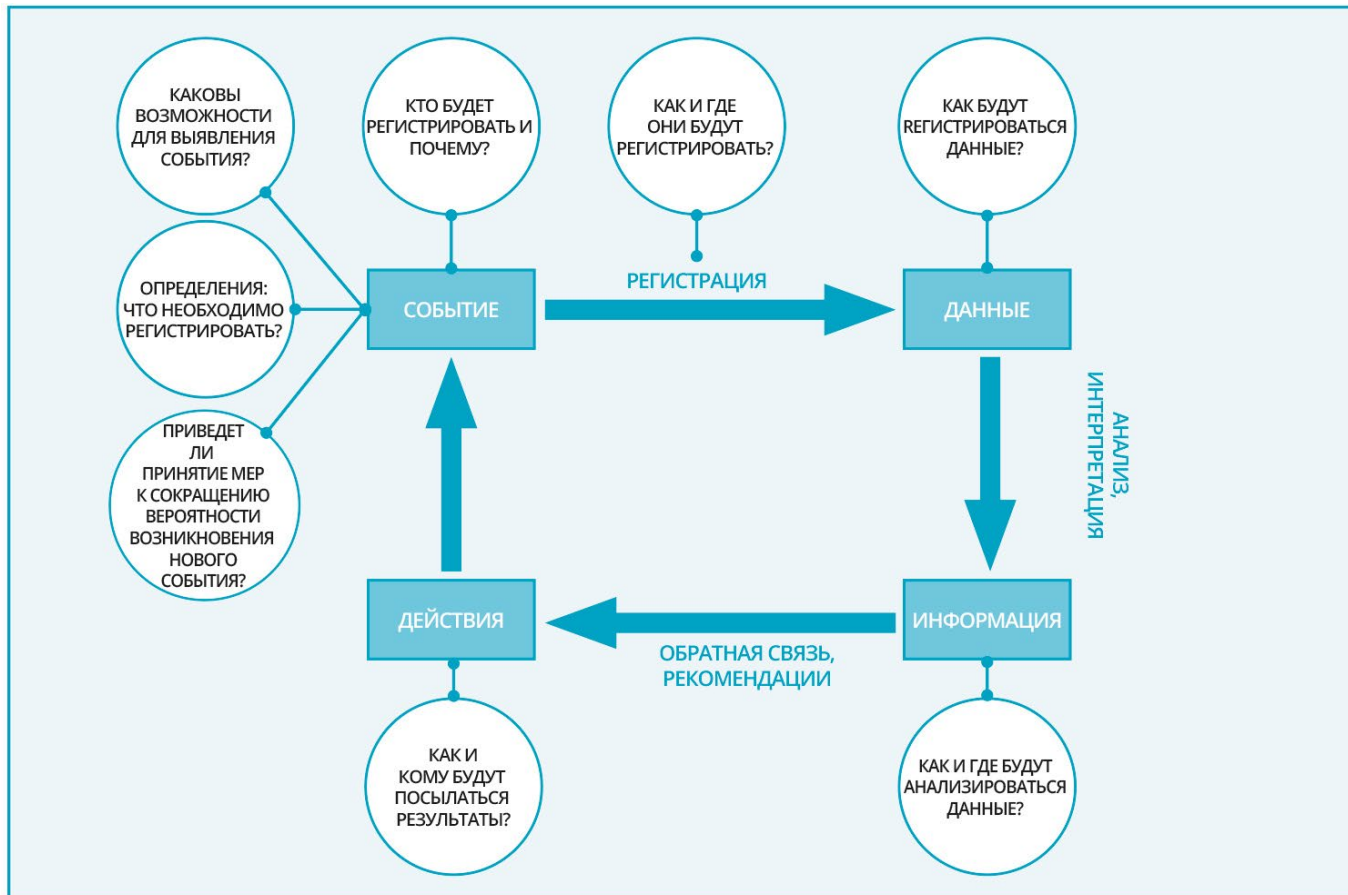 КАКОВЫ
ВОЗМОЖНОСТИ
ДЛЯ ВЫЯВЛЕНИЯ
СОБЫТИЯ?
КТО БУДЕТ
РЕГИСТРИРОВАТЬ И
ПОЧЕМУ?
КАК И ГДЕ
ОНИ БУДУТ
РЕГИСТРИРОВАТЬ?
КАК БУДУТ
RЕГИСТРИРОВАТЬСЯ
ДАННЫЕ?
ОПРЕДЕЛЕНИЯ:
ЧТО НЕОБХОДИМО
РЕГИСТРИРОВАТЬ?
СОБЫТИЕ
РЕГИСТРАЦИЯ
ДАННЫЕ
ПРИВЕДЕТ
ЛИ
ПРИНЯТИЕ МЕР
К СОКРАЩЕНИЮ
ВЕРОЯТНОСТИ
ВОЗНИКНОВЕНИЯ
НОВОГО
СОБЫТИЯ?
АНАЛИЗ,
ИНТЕРПРЕТАЦИЯ
ДЕЙСТВИЯ
ОБРАТНАЯ СВЯЗЬ,
РЕКОМЕНДАЦИИ
ИНФОРМАЦИЯ
КАК И
КОМУ БУДУТ
ПОСЫЛАТЬСЯ
РЕЗУЛЬТАТЫ?
КАК И ГДЕ БУДУТ
АНАЛИЗИРОВАТЬСЯ
ДАННЫЕ?